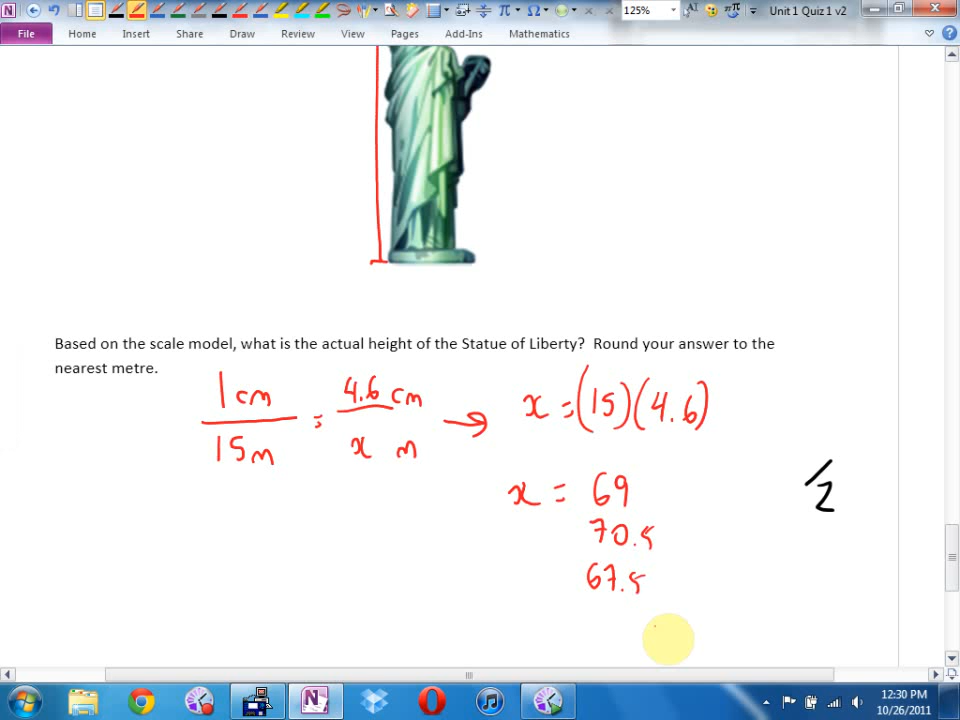 125% Unit 1 Quiz 1 v2
File Home Insert Share Draw Review View Pages Add-Ins Mathematics
Based on the scale model, what is the actual height of the Statue of Liberty? Round your answer to the
nearest metre.
1 cm / 15 m = 4.6 cm / x m → x = (15)(4.6)
x = 69
70.5
67.5
/2
12:30 PM
10/26/2011